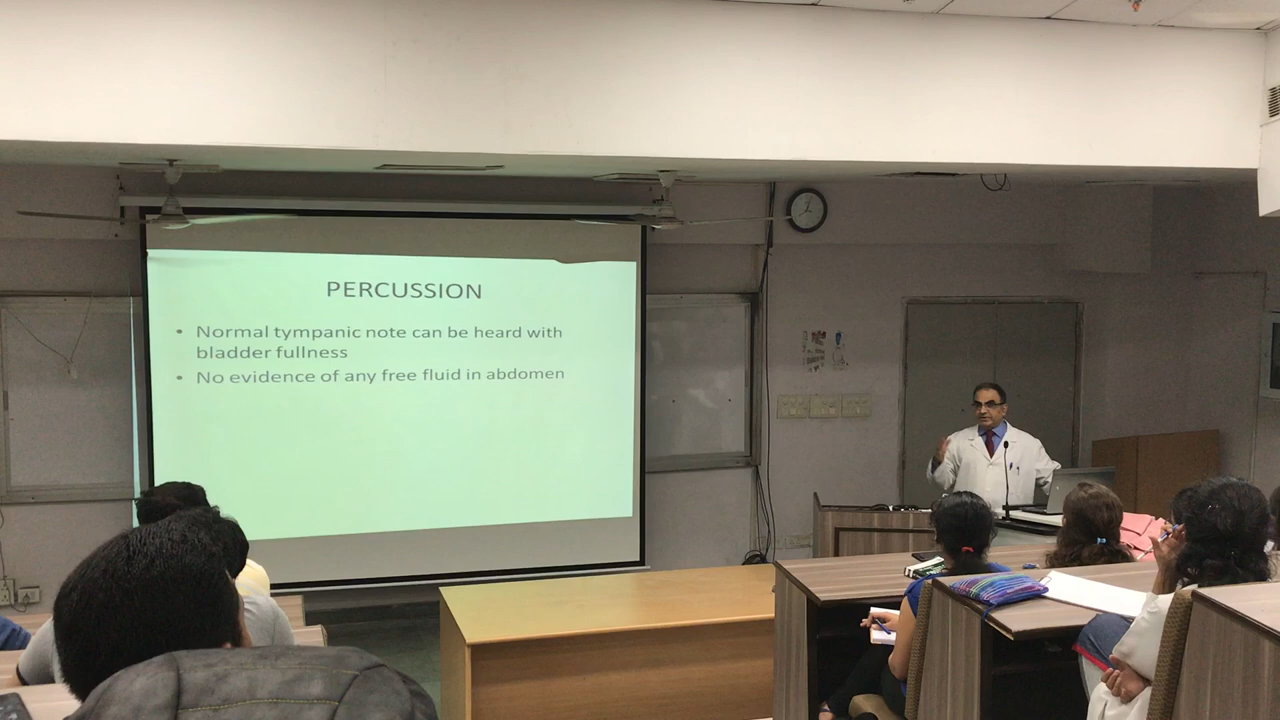 PERCUSSION
• Normal tympanic note can be heard with
bladder fullness
• No evidence of any free fluid in abdomen